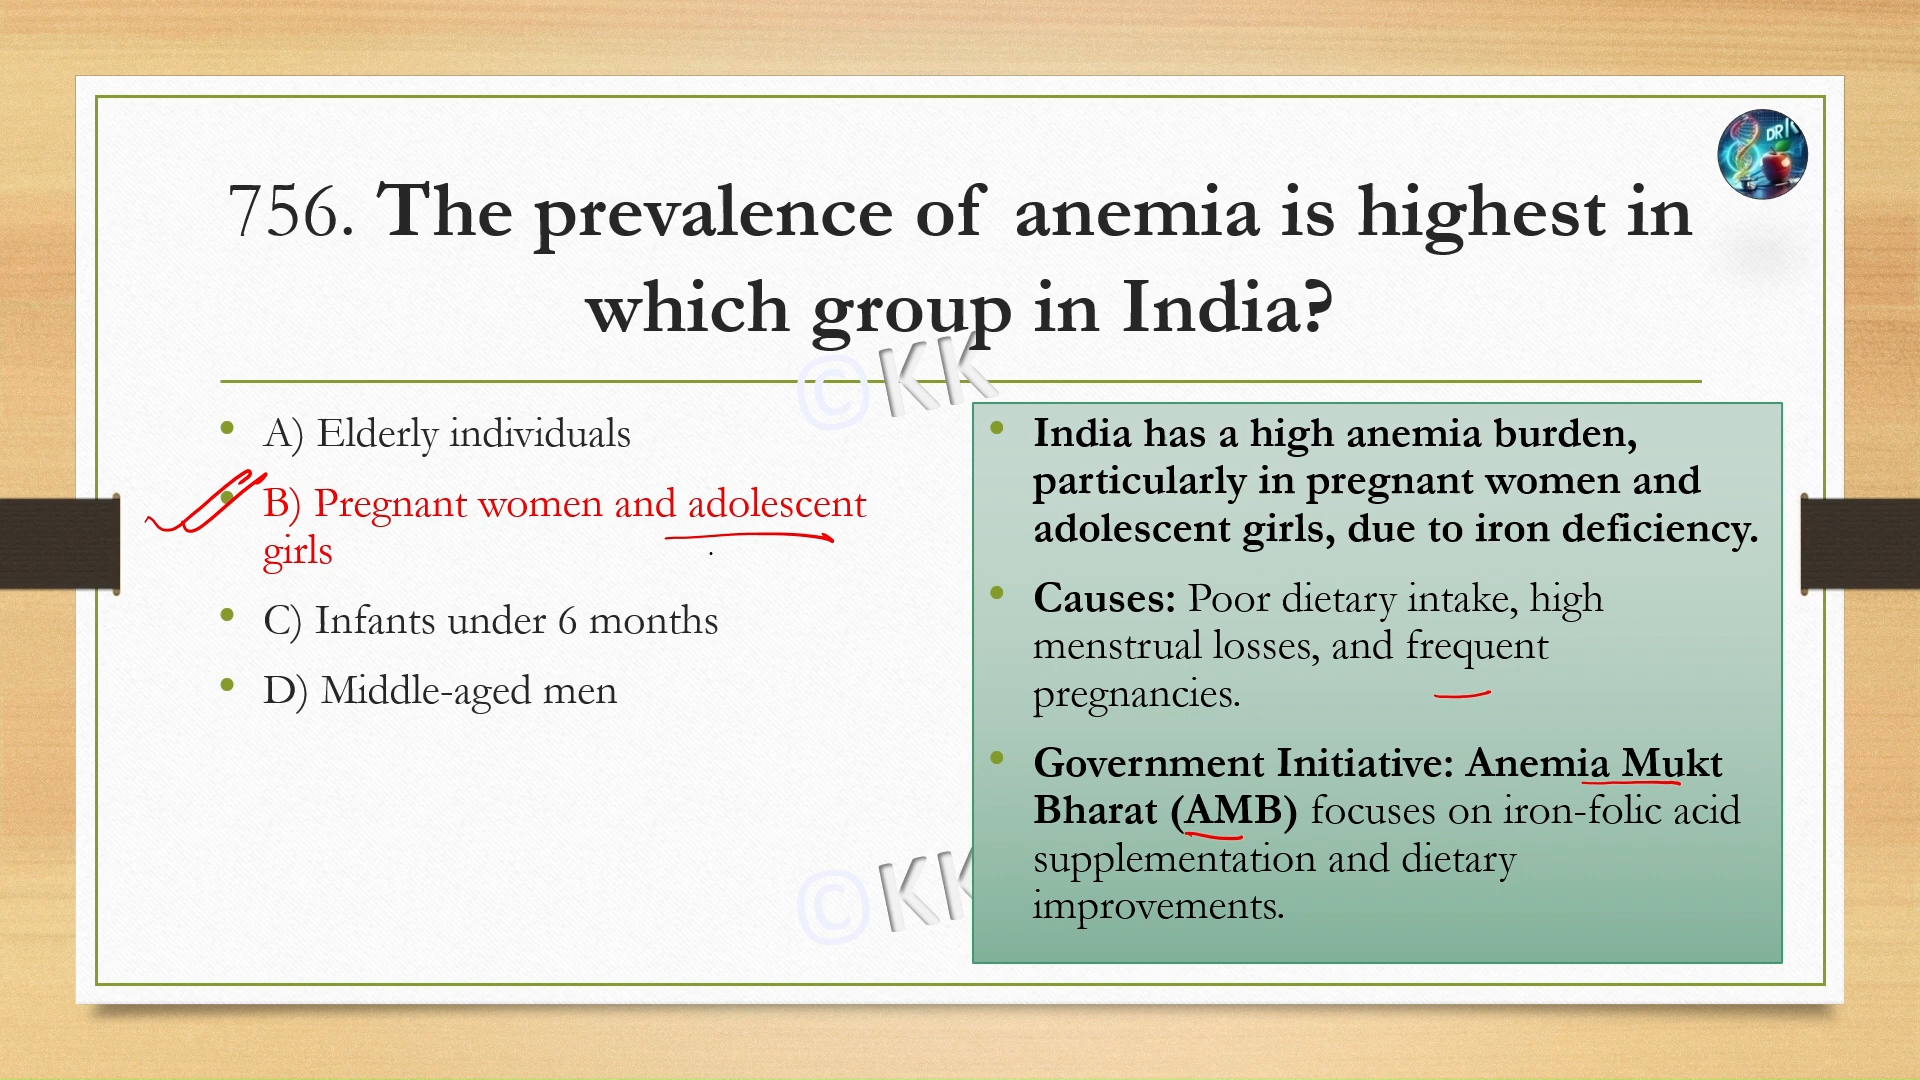 756. The prevalence of anemia is highest in
which group in India?
©KK
• A) Elderly individuals
• B) Pregnant women and adolescent
girls
• C) Infants under 6 months
• D) Middle-aged men
• India has a high anemia burden,
particularly in pregnant women and
adolescent girls, due to iron deficiency.
• Causes: Poor dietary intake, high
menstrual losses, and frequent
pregnancies.
• Government Initiative: Anemia Mukt
Bharat (AMB) focuses on iron-folic acid
supplementation and dietary
improvements.
©KK